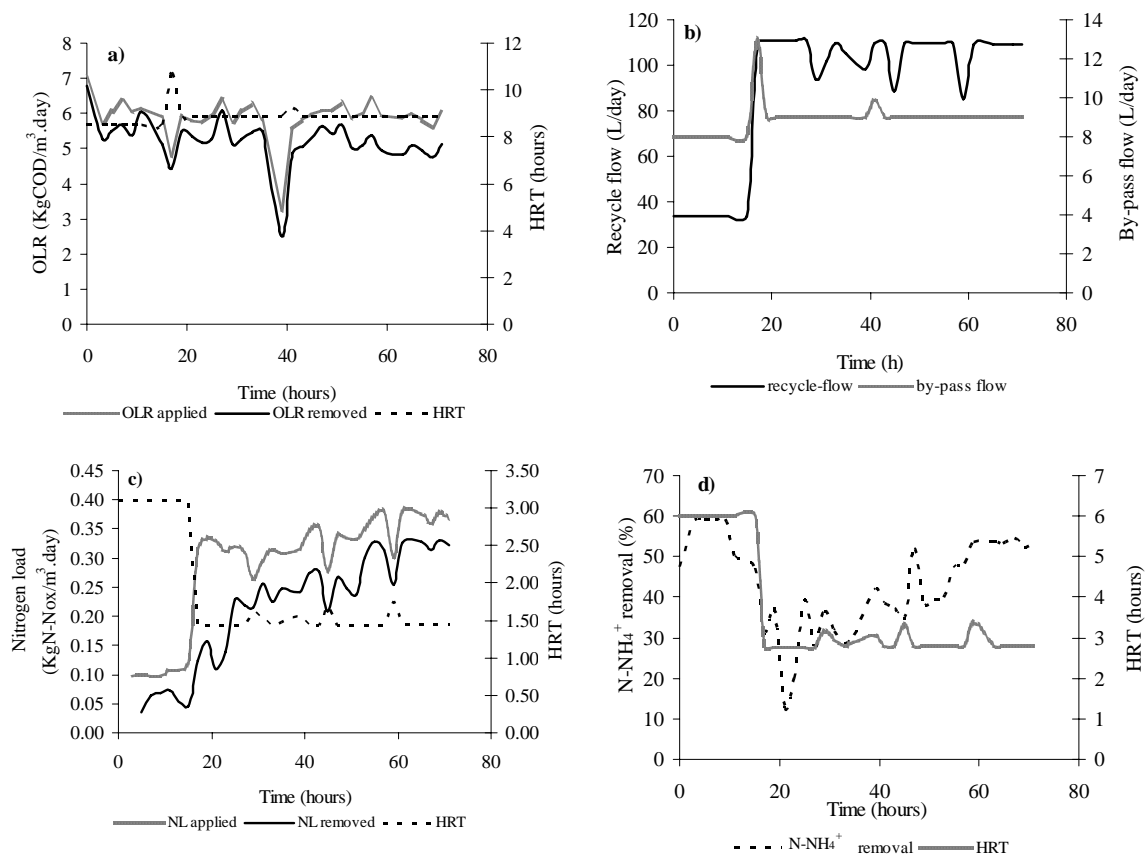 a)
8
7
6
5
4
3
2
1
0
12
10
8
6
4
2
0
0 20 40 60 80
OLR (KgCOD/m³.day)
HRT (hours)
Time (hours)
OLR applied OLR removed HRT
b)
120
100
80
60
40
20
0
14
12
10
8
6
4
2
0
0 20 40 60 80
Recycle flow (L/day)
By-pass flow (L/day)
Time (h)
recycle-flow by-pass flow
c)
0.45
0.40
0.35
0.30
0.25
0.20
0.15
0.10
0.05
0.00
3.50
3.00
2.50
2.00
1.50
1.00
0.50
0.00
0 20 40 60 80
Nitrogen load
(KgN-Nox/m³.day)
HRT (hours)
Time (hours)
NL applied NL removed HRT
d)
70
60
50
40
30
20
10
0
7
6
5
4
3
2
1
0
0 20 40 60 80
N-NH₄⁺ removal (%)
HRT (hours)
Time (hours)
N-NH₄⁺ removal HRT